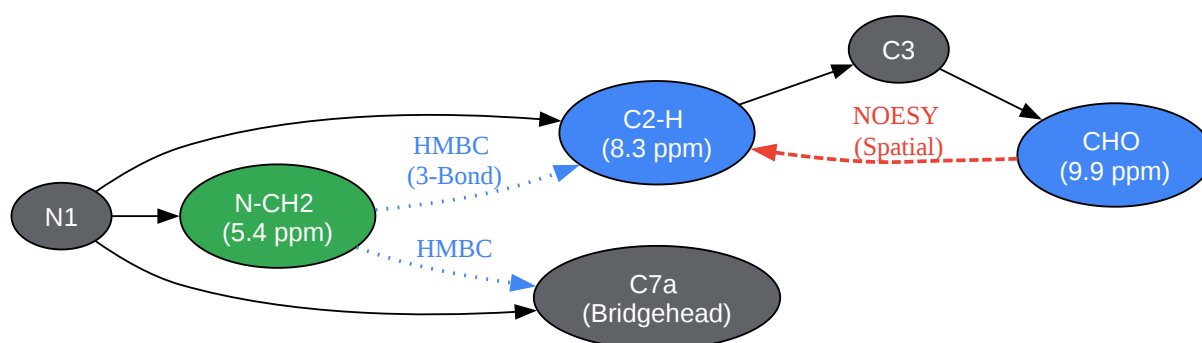 C3
C2-H
(8.3 ppm)
NOESY
(Spatial)
CHO
(9.9 ppm)
HMBC
(3-Bond)
N1
N-CH2
(5.4 ppm)
HMBC
C7a
(Bridgehead)